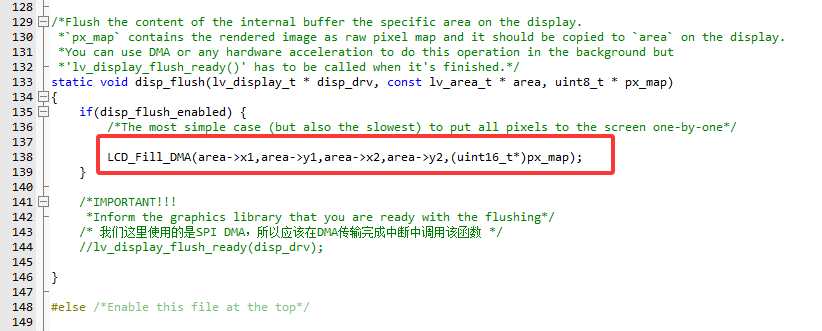 128
129 /*Flush the content of the internal buffer the specific area on the display.
130 *`px_map` contains the rendered image as raw pixel map and it should be copied to `area` on the display.
131 *You can use DMA or any hardware acceleration to do this operation in the background but
132 *'lv_display_flush_ready()' has to be called when it's finished.*/
133 static void disp_flush(lv_display_t * disp_drv, const lv_area_t * area, uint8_t * px_map)
134 {
135 if(disp_flush_enabled) {
136 /*The most simple case (but also the slowest) to put all pixels to the screen one-by-one*/
137
138 LCD_Fill_DMA(area->x1,area->y1,area->x2,area->y2,(uint16_t*)px_map);
139 }
140
141 /*IMPORTANT!!!
142 *Inform the graphics library that you are ready with the flushing*/
143 /* 我们这里使用的是SPI DMA，所以应该在DMA传输完成中断中调用该函数 */
144 //lv_display_flush_ready(disp_drv);
145
146 }
147
148 #else /*Enable this file at the top*/
149